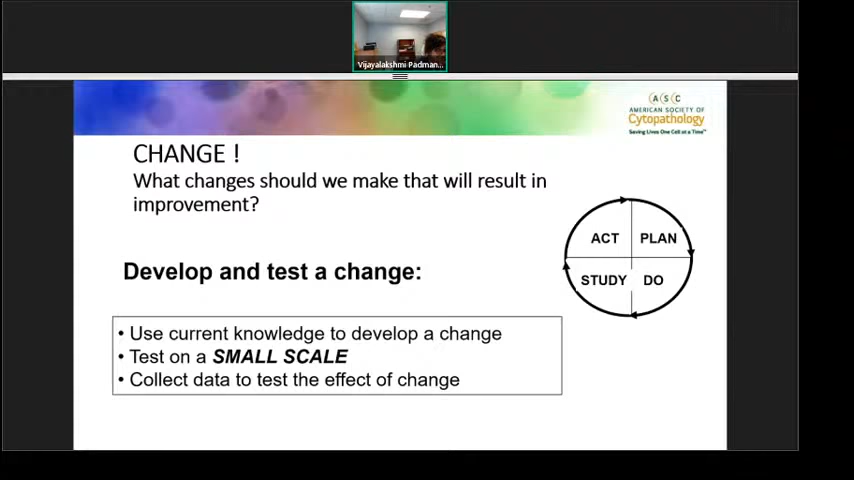 Vijayalakshmi Padman...
ASC
AMERICAN SOCIETY OF
Cytopathology
Saving Lives One Cell at a Time™
CHANGE !
What changes should we make that will result in
improvement?
ACT PLAN
STUDY DO
Develop and test a change:
• Use current knowledge to develop a change
• Test on a SMALL SCALE
• Collect data to test the effect of change